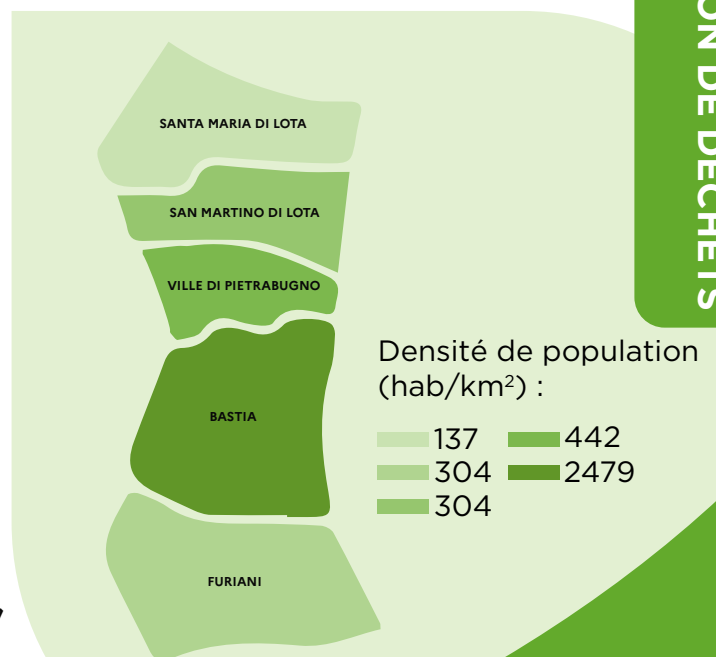 ON DE DÉCHETS
SANTA MARIA DI LOTA
SAN MARTINO DI LOTA
VILLE DI PIETRABUGNO
BASTIA
FURIANI
Densité de population
(hab/km²) :
137
304
304
442
2479